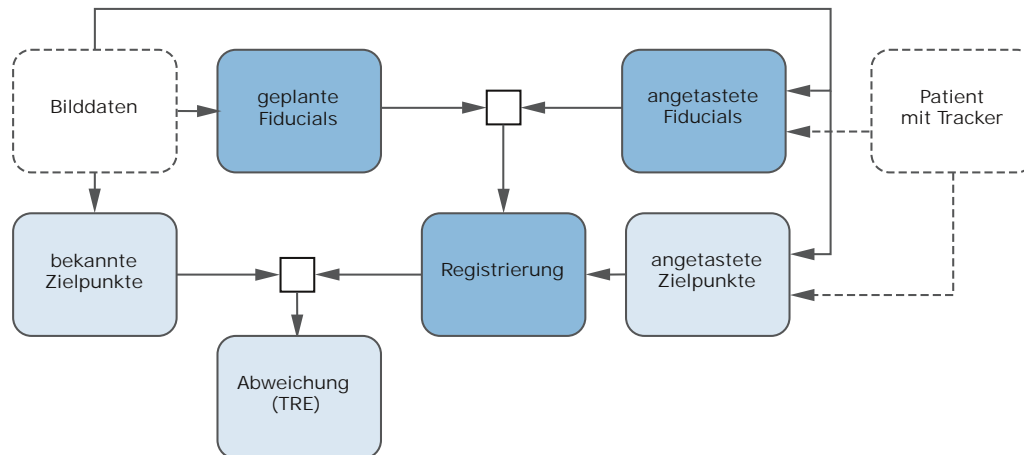 Bilddaten
geplante
Fiducials
angetastete
Fiducials
Patient
mit Tracker
bekannte
Zielpunkte
Registrierung
angetastete
Zielpunkte
Abweichung
(TRE)